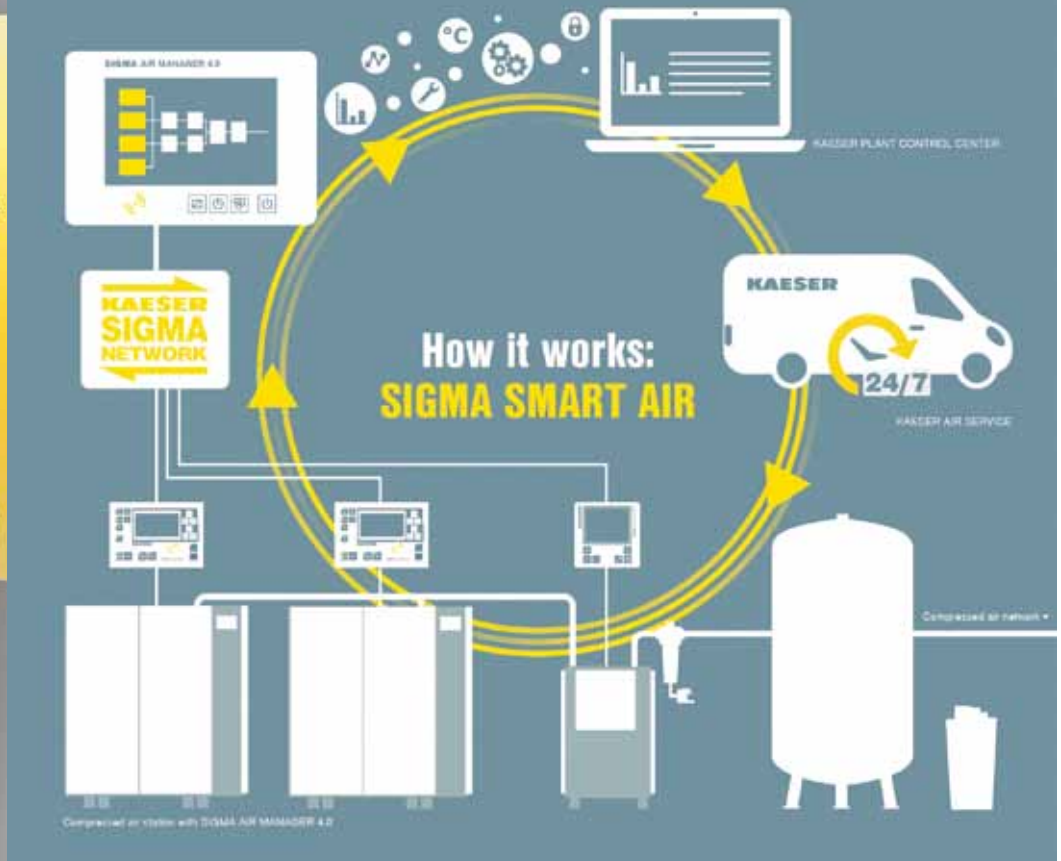 SIGMA AIR MANAGER 4.0
°C
KAESER PLANT CONTROL CENTER
KAESER
SIGMA
NETWORK
KAESER
24/7
KAESER AIR SERVICE
How it works:
SIGMA SMART AIR
Compressed air network
Compressed air station with SIGMA AIR MANAGER 4.0